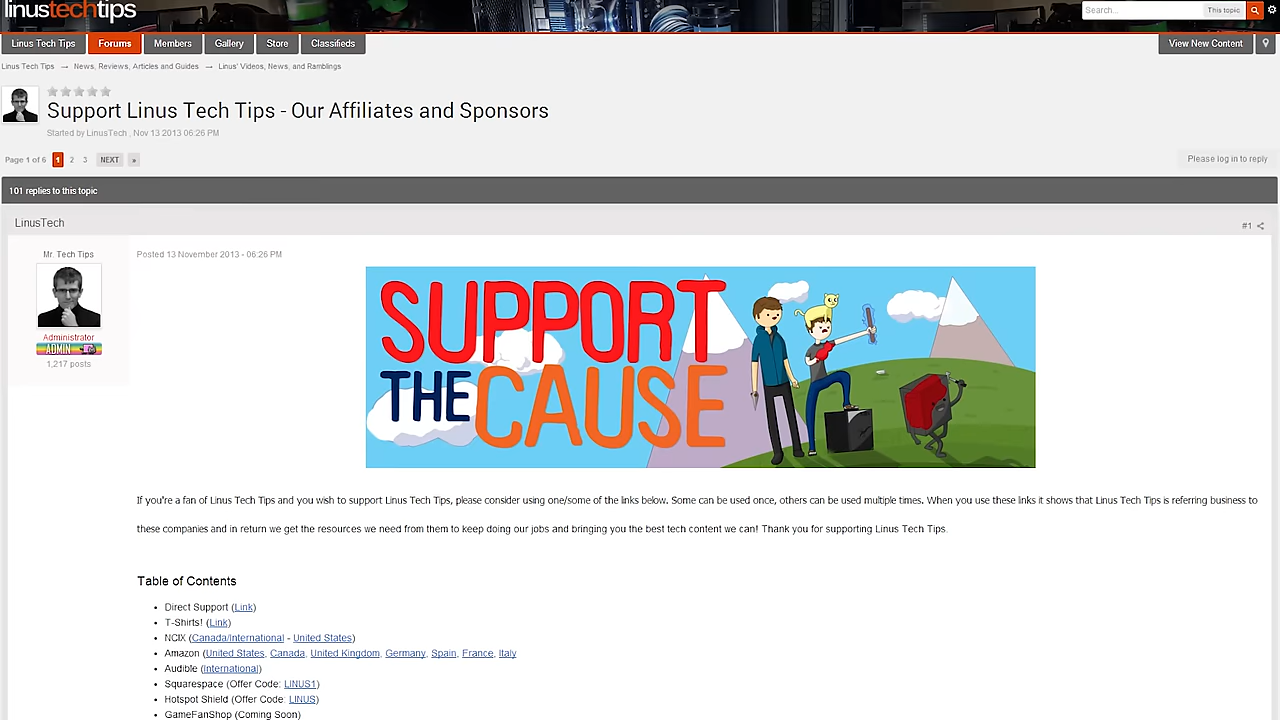 linustechtips
Search... This topic
Linus Tech Tips Forums Members Gallery Store Classifieds View New Content
Linus Tech Tips → News, Reviews, Articles and Guides → Linus' Videos, News, and Ramblings
Support Linus Tech Tips - Our Affiliates and Sponsors
Started by LinusTech , Nov 13 2013 06:26 PM
Page 1 of 6 1 2 3 NEXT » Please log in to reply
101 replies to this topic
LinusTech
#1
Mr. Tech Tips
Posted 13 November 2013 - 06:26 PM
SUPPORT
THE CAUSE
Administrator
ADMIN
1,217 posts
If you're a fan of Linus Tech Tips and you wish to support Linus Tech Tips, please consider using one/some of the links below. Some can be used once, others can be used multiple times. When you use these links it shows that Linus Tech Tips is referring business to
these companies and in return we get the resources we need from them to keep doing our jobs and bringing you the best tech content we can! Thank you for supporting Linus Tech Tips.
Table of Contents
• Direct Support (Link)
• T-Shirts! (Link)
• NCIX (Canada/International - United States)
• Amazon (United States, Canada, United Kingdom, Germany, Spain, France, Italy
• Audible (International)
• Squarespace (Offer Code: LINUS1)
• Hotspot Shield (Offer Code: LINUS)
• GameFanShop (Coming Soon)